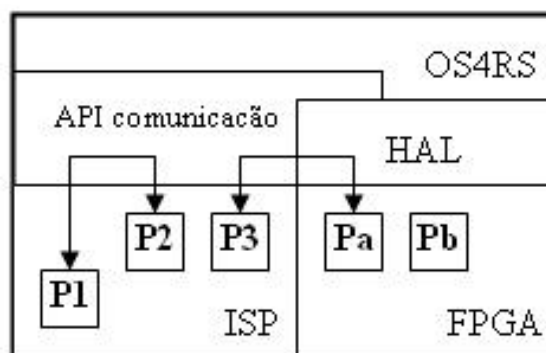 OS4RS
API comunicacão
HAL
P2 P3 Pa Pb
P1
ISP FPGA